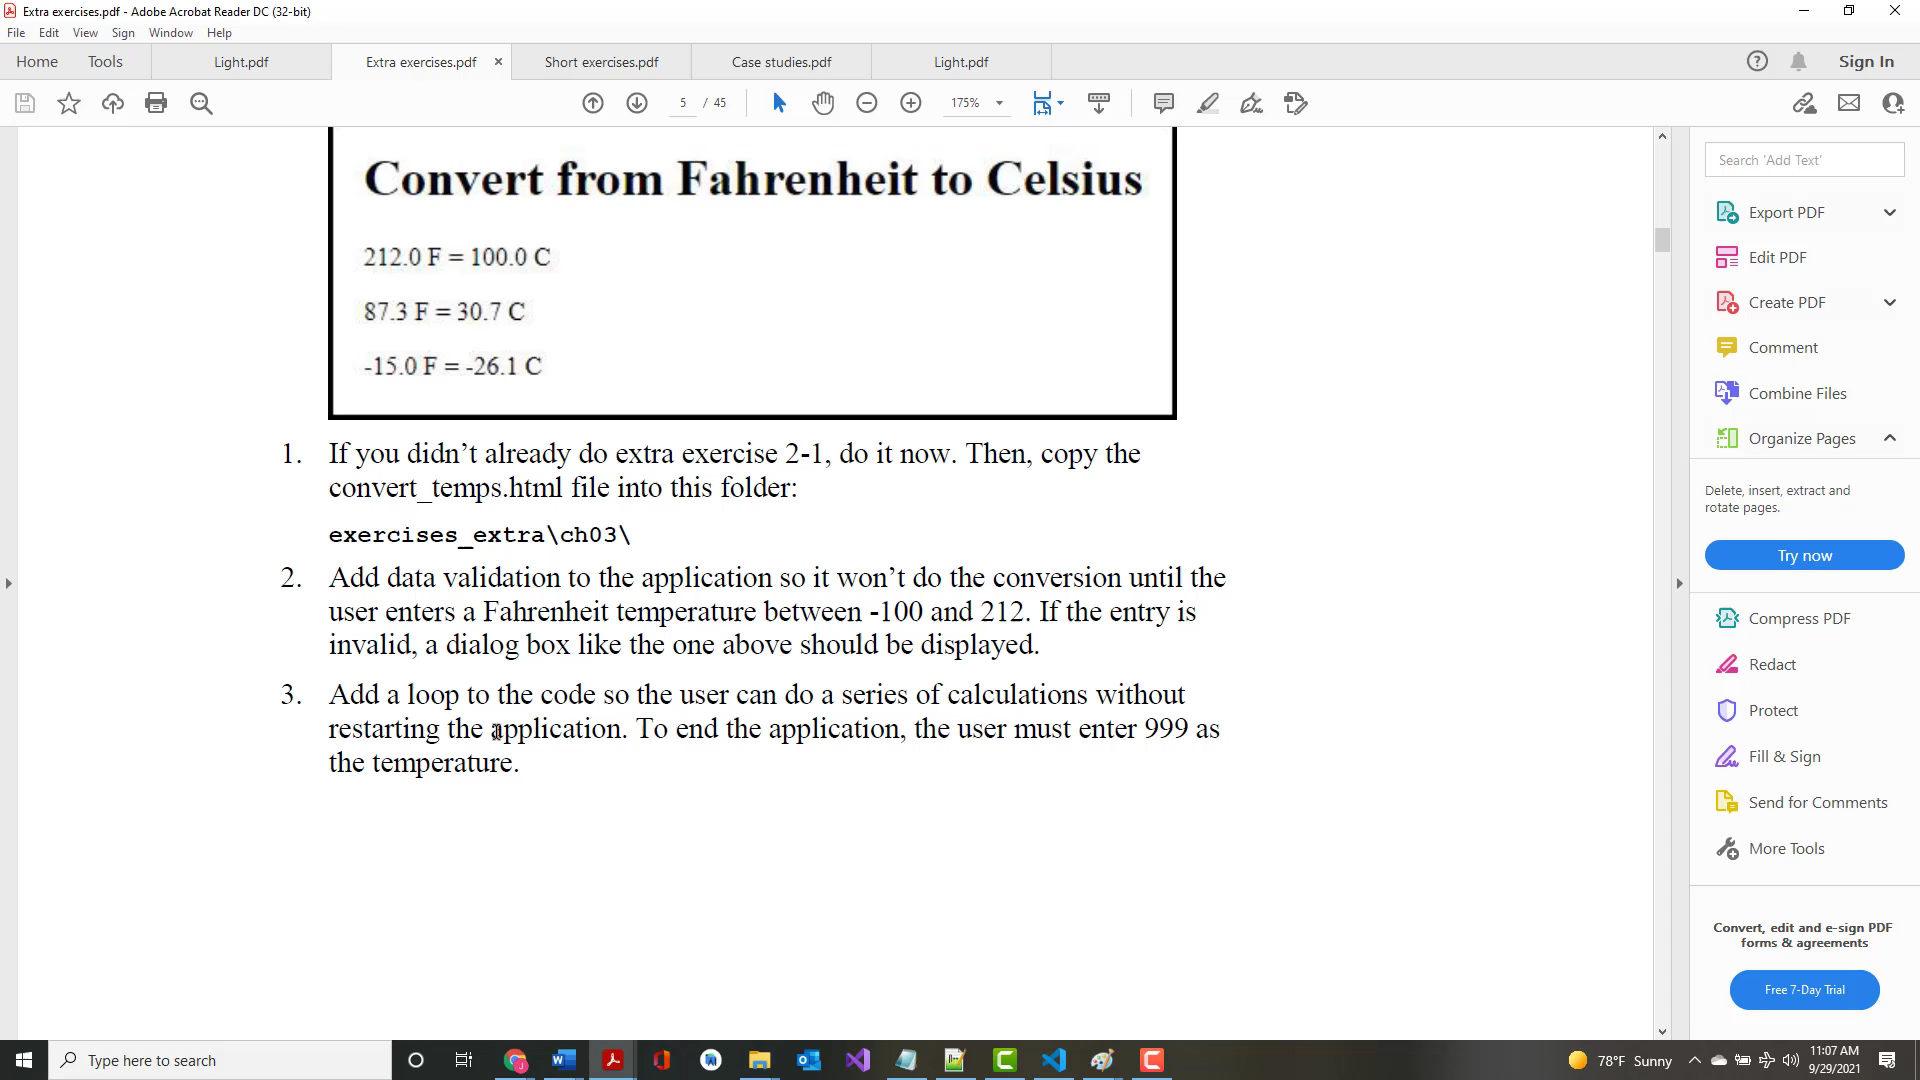 Extra exercises.pdf - Adobe Acrobat Reader DC (32-bit)
File Edit View Sign Window Help
Home Tools Light.pdf Extra exercises.pdf × Short exercises.pdf Case studies.pdf Light.pdf Sign In
5 / 45 175%
Convert from Fahrenheit to Celsius
212.0 F = 100.0 C
87.3 F = 30.7 C
-15.0 F = -26.1 C
1. If you didn’t already do extra exercise 2-1, do it now. Then, copy the
convert_temps.html file into this folder:
exercises_extra\ch03\
2. Add data validation to the application so it won’t do the conversion until the
user enters a Fahrenheit temperature between -100 and 212. If the entry is
invalid, a dialog box like the one above should be displayed.
3. Add a loop to the code so the user can do a series of calculations without
restarting the application. To end the application, the user must enter 999 as
the temperature.
Search 'Add Text'
Export PDF
Edit PDF
Create PDF
Comment
Combine Files
Organize Pages
Delete, insert, extract and
rotate pages.
Try now
Compress PDF
Redact
Protect
Fill & Sign
Send for Comments
More Tools
Convert, edit and e-sign PDF
forms & agreements
Free 7-Day Trial
Type here to search
78°F Sunny
11:07 AM
9/29/2021